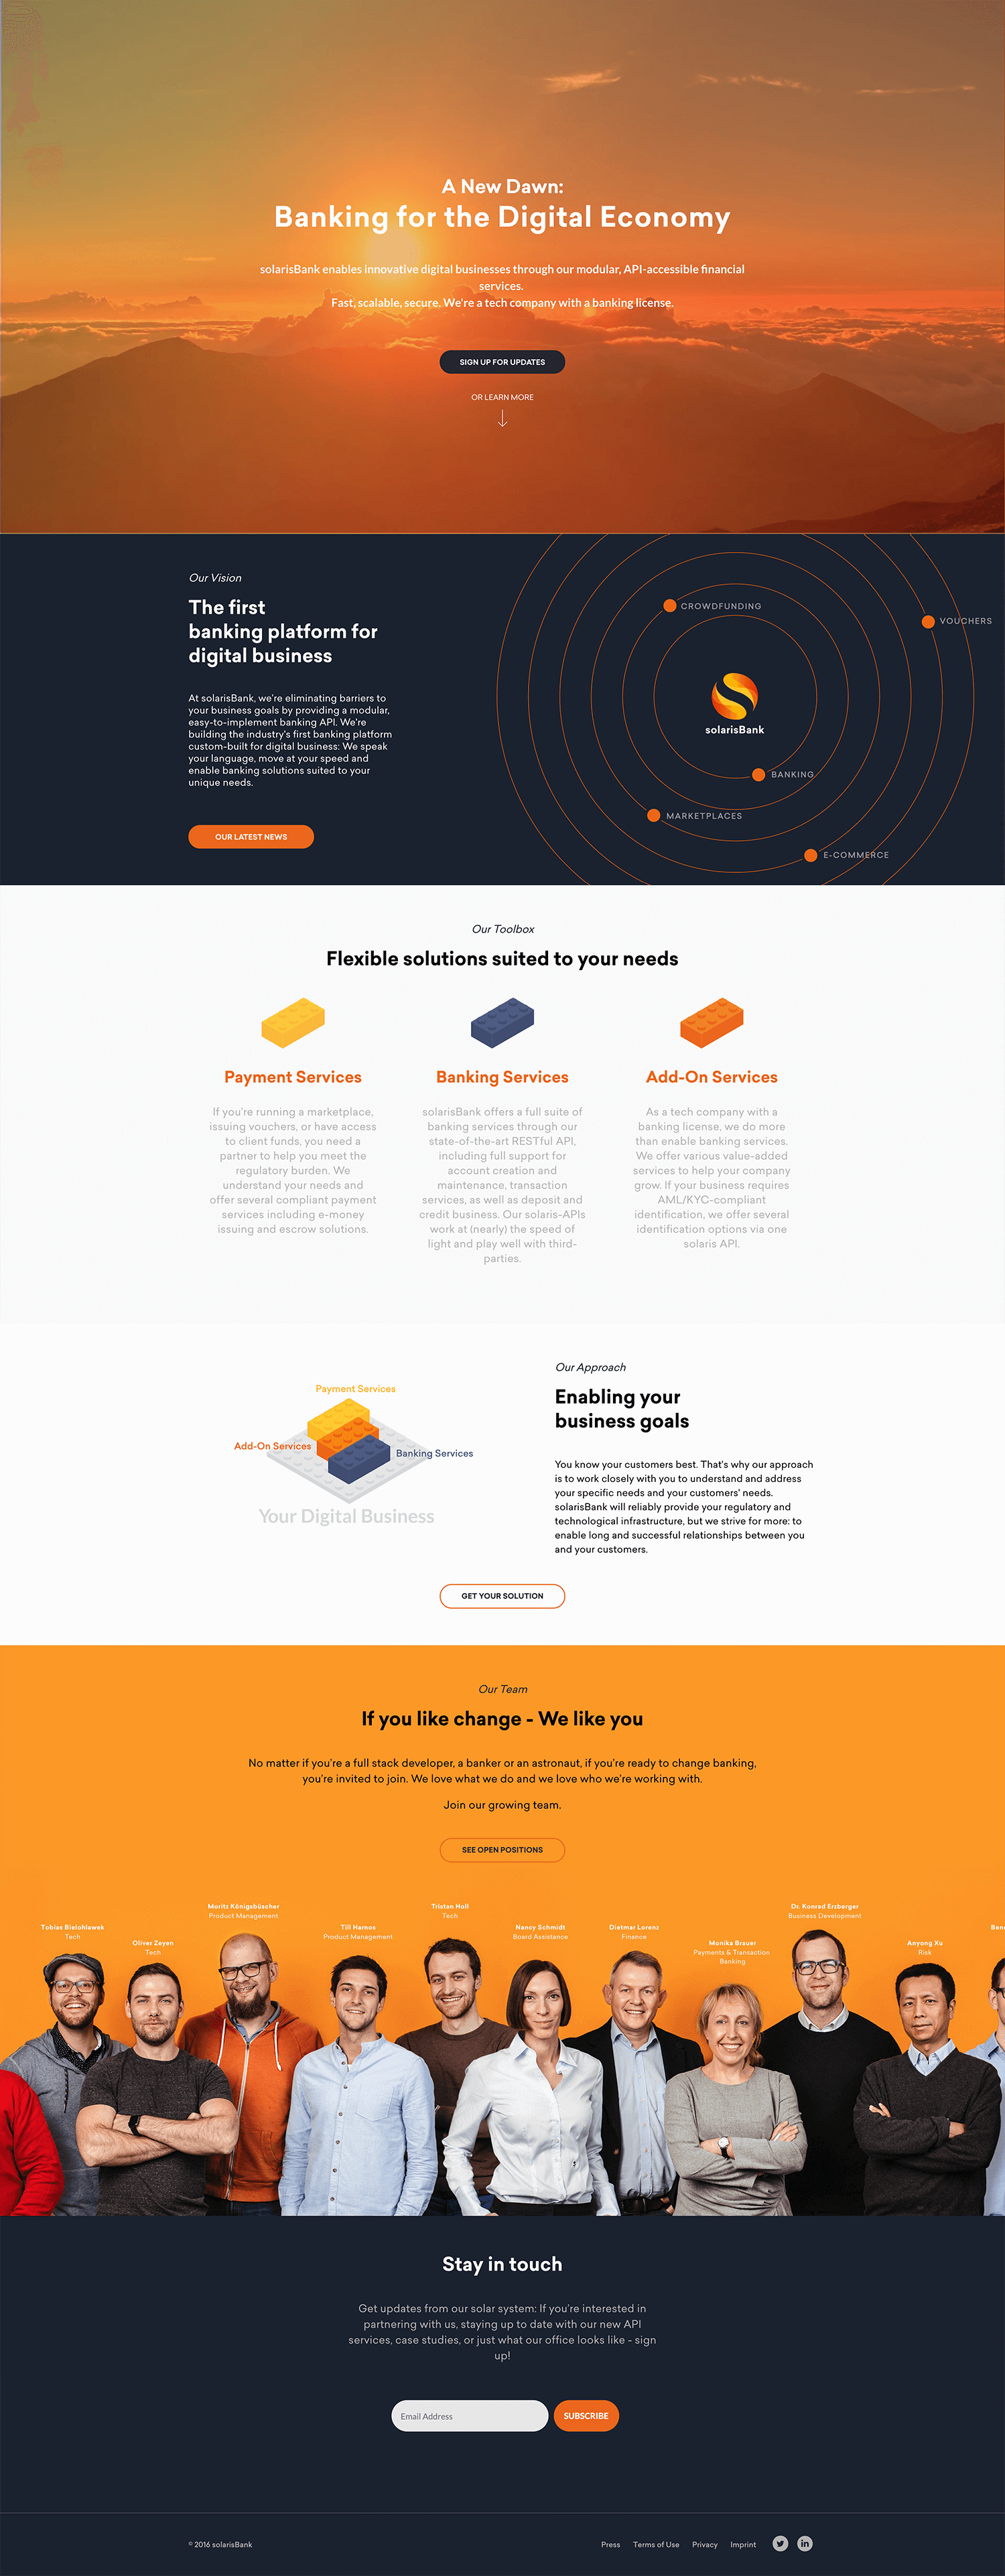 A New Dawn:
Banking for the Digital Economy
solarisBank enables innovative digital businesses through our modular, API-accessible financial
services.
Fast, scalable, secure. We're a tech company with a banking license.
SIGN UP FOR UPDATES
OR LEARN MORE
Our Vision
The first
banking platform for
digital business
At solarisBank, we're eliminating barriers to
your business goals by providing a modular,
easy-to-implement banking API. We're
building the industry's first banking platform
custom-built for digital business: We speak
your language, move at your speed and
enable banking solutions suited to your
unique needs.
OUR LATEST NEWS
CROWDFUNDING
VOUCHERS
solarisBank
BANKING
MARKETPLACES
E-COMMERCE
Our Toolbox
Flexible solutions suited to your needs
Payment Services
If you're running a marketplace,
issuing vouchers, or have access
to client funds, you need a
partner to help you meet the
regulatory burden. We
understand your needs and
offer several compliant payment
services including e-money
issuing and escrow solutions.
Banking Services
solarisBank offers a full suite of
banking services through our
state-of-the-art RESTful API,
including full support for
account creation and
maintenance, transaction
services, as well as deposit and
credit business. Our solaris-APIs
work at (nearly) the speed of
light and play well with third-
parties.
Add-On Services
As a tech company with a
banking license, we do more
than enable banking services.
We offer various value-added
services to help your company
grow. If your business requires
AML/KYC-compliant
identification, we offer several
identification options via one
solaris API.
Payment Services
Add-On Services
Banking Services
Your Digital Business
Our Approach
Enabling your
business goals
You know your customers best. That's why our approach
is to work closely with you to understand and address
your specific needs and your customers' needs.
solarisBank will reliably provide your regulatory and
technological infrastructure, but we strive for more: to
enable long and successful relationships between you
and your customers.
GET YOUR SOLUTION
Our Team
If you like change - We like you
No matter if you're a full stack developer, a banker or an astronaut, if you're ready to change banking,
you're invited to join. We love what we do and we love who we're working with.
Join our growing team.
SEE OPEN POSITIONS
Tobias Bielohlawek
Tech
Oliver Zeyen
Tech
Moritz Königsbüscher
Product Management
Till Harnos
Product Management
Tristan Holl
Tech
Nancy Schmidt
Board Assistance
Dietmar Lorenz
Finance
Monika Brauer
Payments & Transaction
Banking
Dr. Konrad Erzberger
Business Development
Anyong Xu
Risk
Stay in touch
Get updates from our solar system: If you're interested in
partnering with us, staying up to date with our new API
services, case studies, or just what our office looks like - sign
up!
Email Address
SUBSCRIBE
© 2016 solarisBank
Press
Terms of Use
Privacy
Imprint